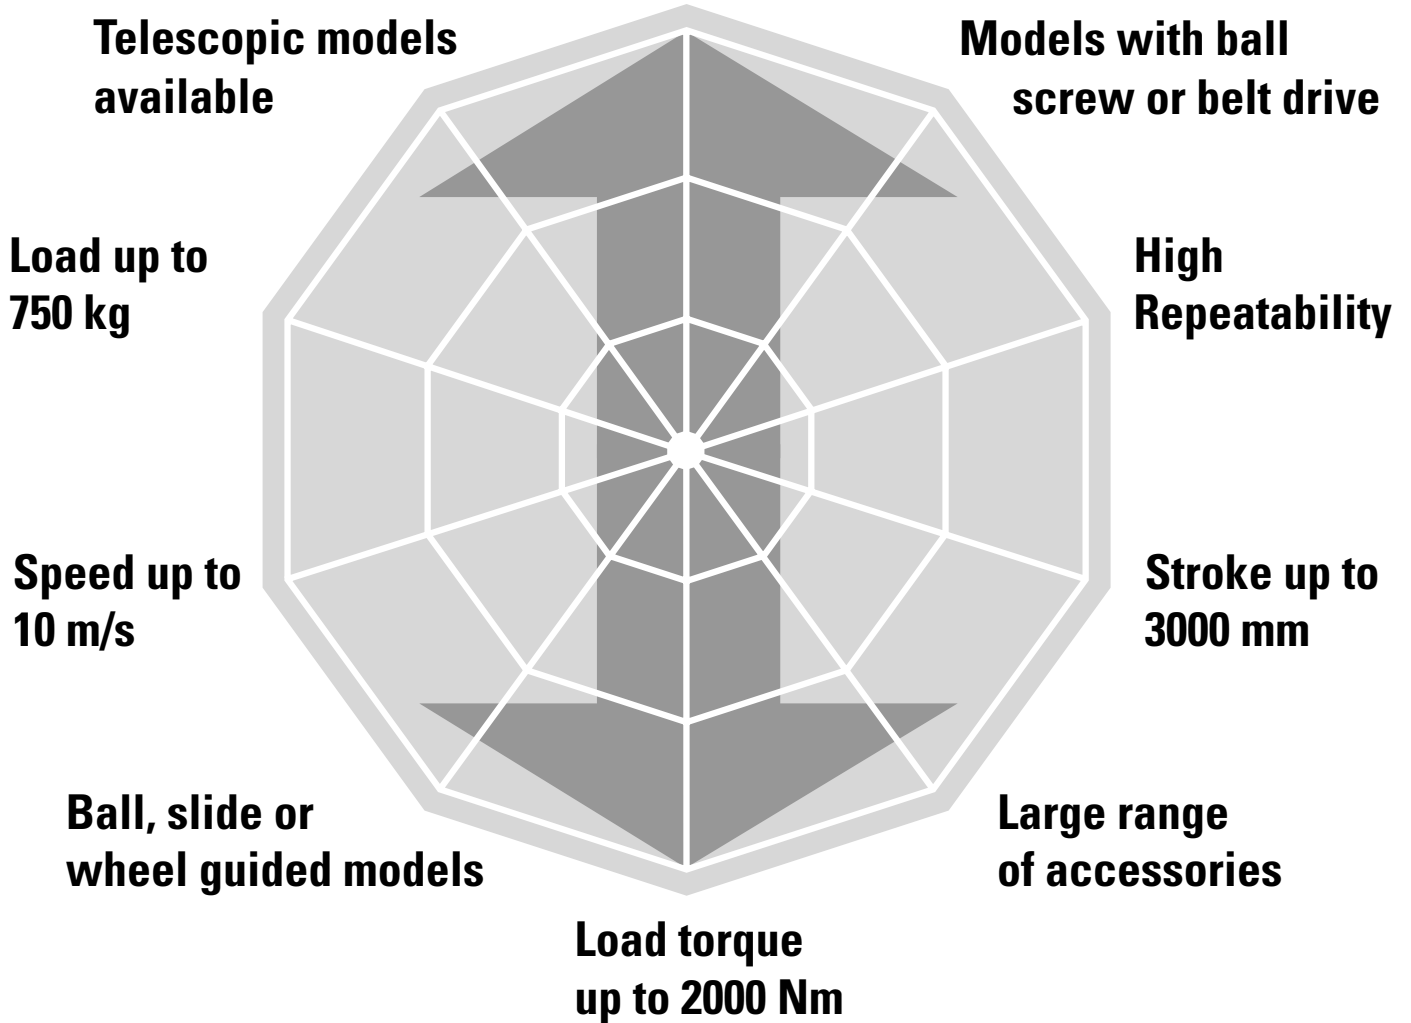 Telescopic models
available
Models with ball
screw or belt drive
Load up to
750 kg
High
Repeatability
Speed up to
10 m/s
Stroke up to
3000 mm
Ball, slide or
wheel guided models
Large range
of accessories
Load torque
up to 2000 Nm